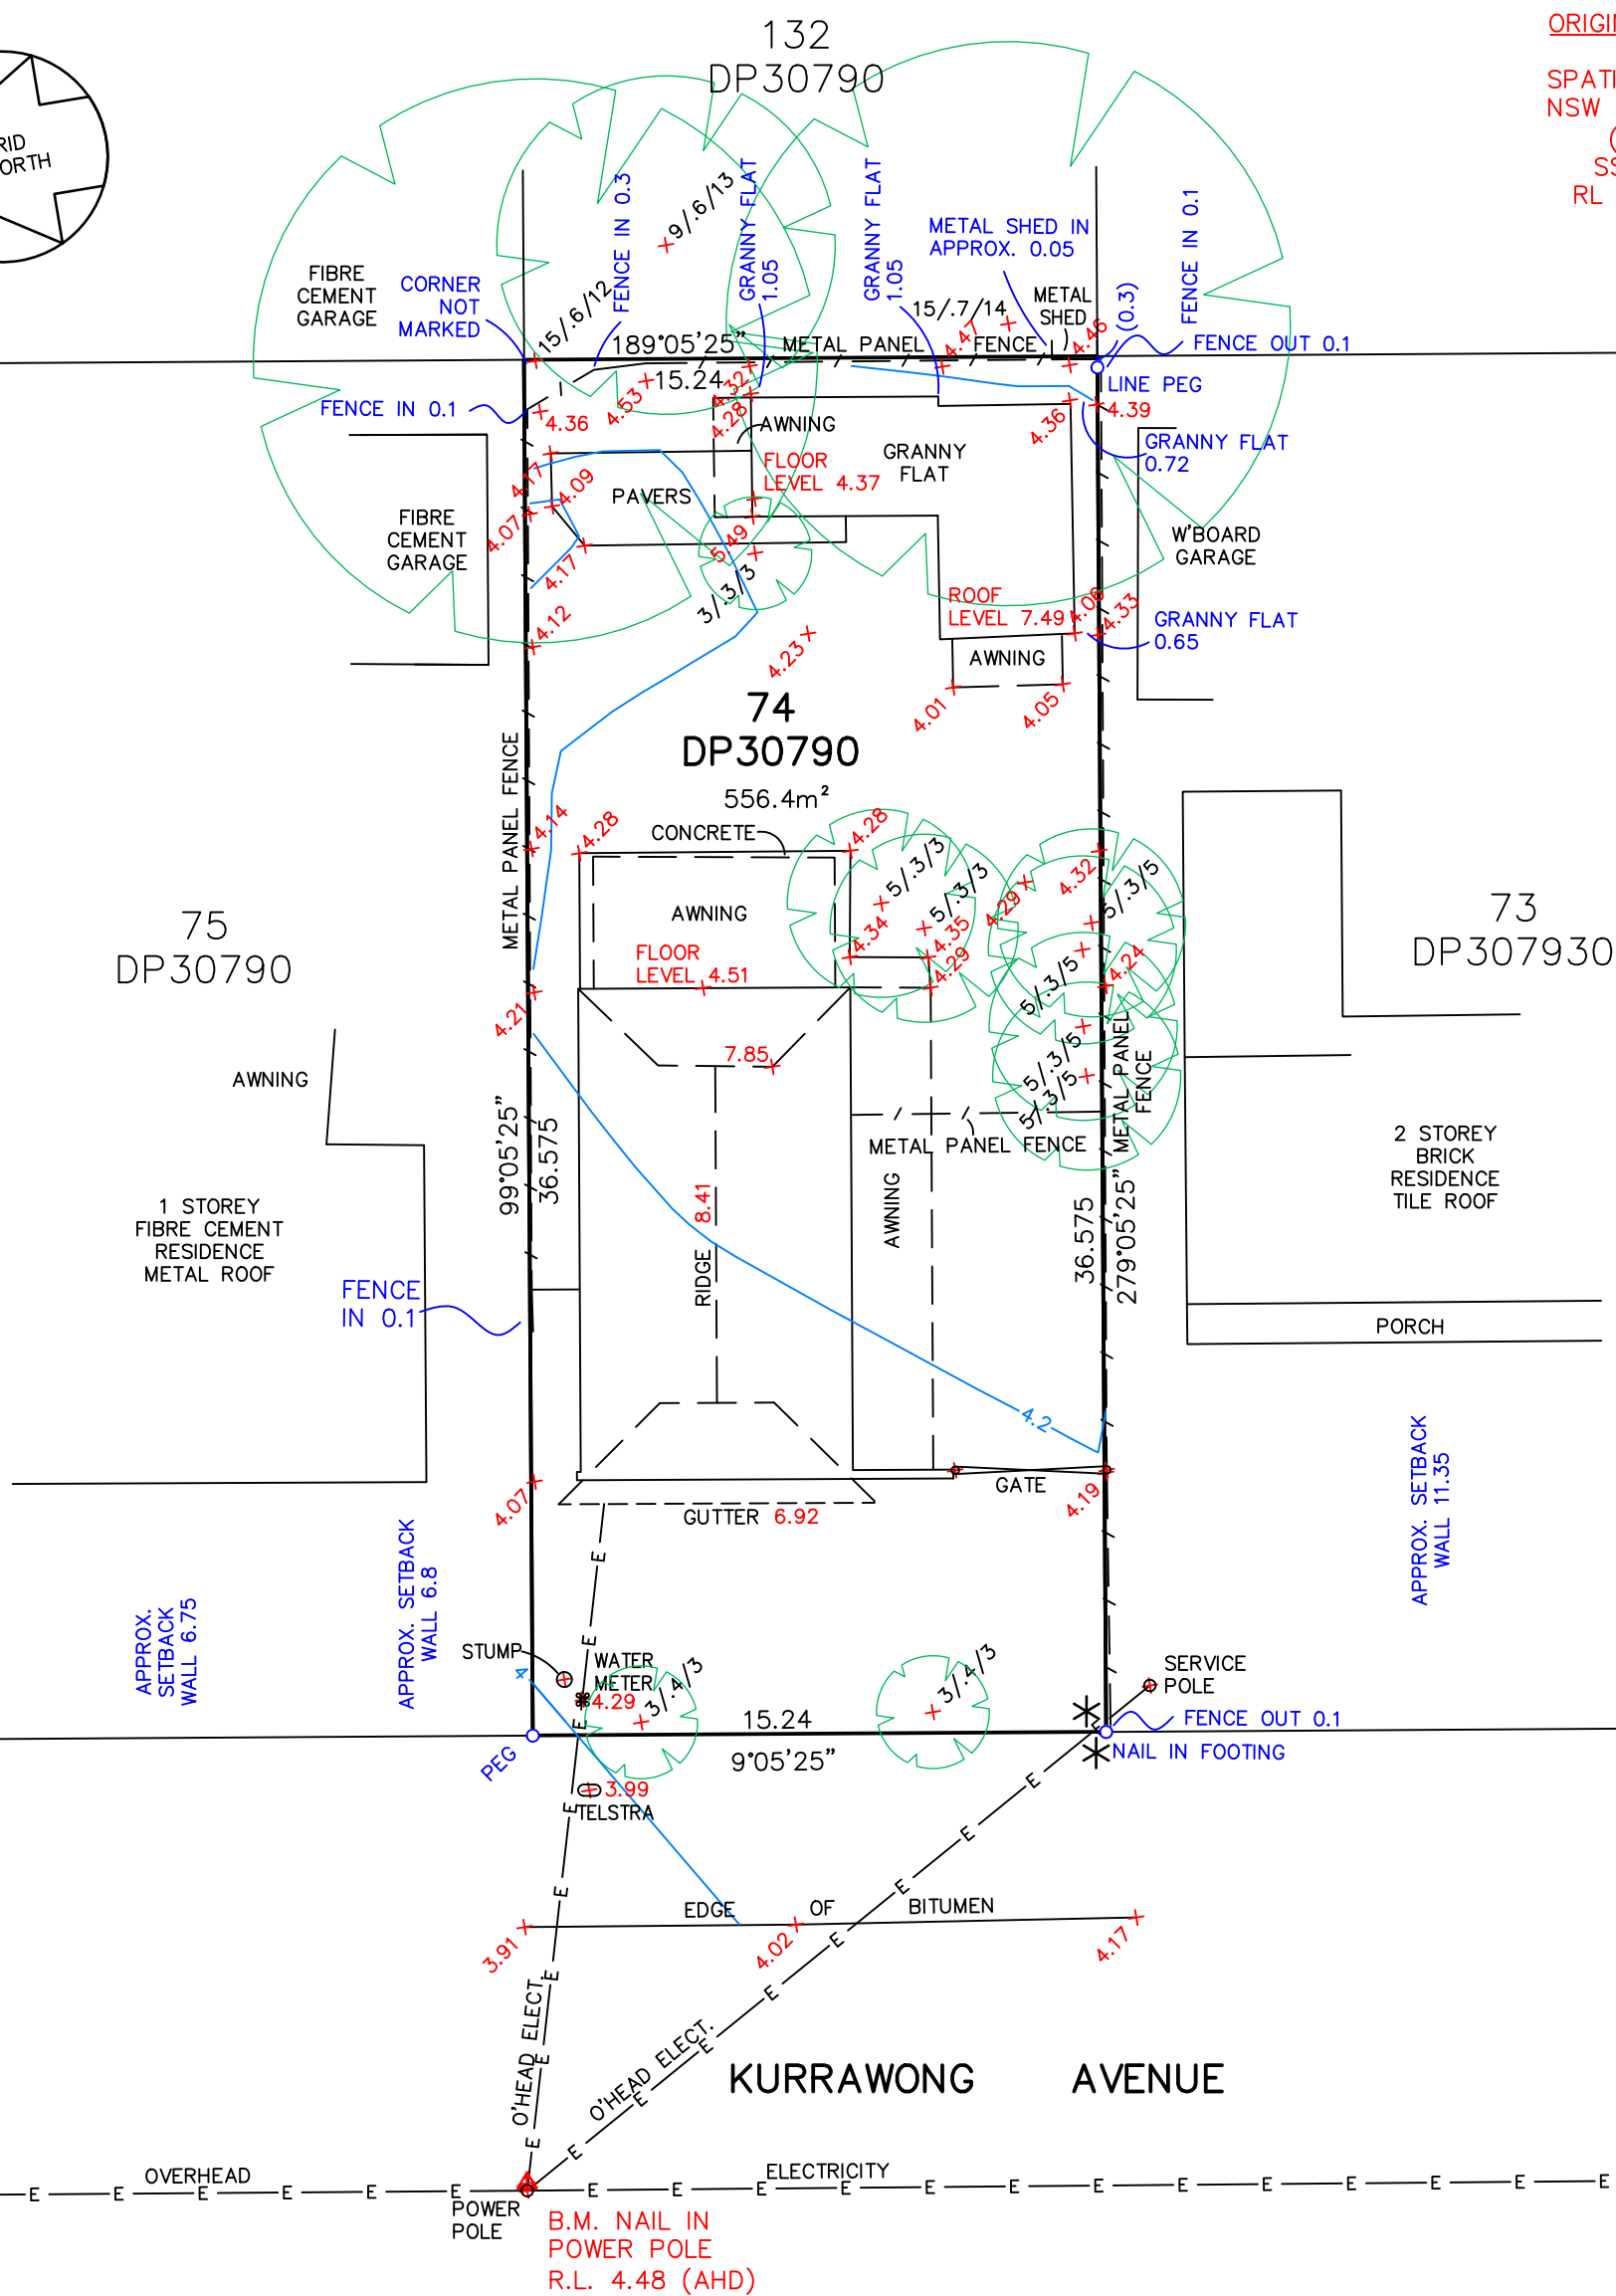 132
DP30790
ORTH
NSW
RL
FIBRE
CEMENT
GARAGE
CORNER
NOT
MARKED
15/.6/12
FENCE IN 0.3
9/.6/13
GRANNY FLAT
1.05
GRANNY FLAT
1.05
METAL SHED IN
APPROX. 0.05
15/.7/14
4.47
METAL
SHED
4.46
(0.3)
FENCE IN 0.1
FENCE OUT 0.1
189°05'25"
15.24
METAL PANEL FENCE
LINE PEG
FENCE IN 0.1
4.36
4.53
4.32
4.28
AWNING
4.36
4.39
GRANNY FLAT
0.72
GRANNY
FLAT
FLOOR
LEVEL 4.37
4.17
4.09
PAVERS
4.07
4.17
5.49
3/.3/3
FIBRE
CEMENT
GARAGE
W'BOARD
GARAGE
ROOF
LEVEL 7.49
4.06
4.33
GRANNY FLAT
0.65
4.12
4.23
AWNING
4.01
4.05
74
DP30790
556.4m²
METAL PANEL FENCE
CONCRETE
4.14
4.28
4.28
5/.3/3
5/.3/3
4.32
4.29
5/.3/5
AWNING
4.34
4.35
4.29
4.24
5/.3/5
FLOOR
LEVEL 4.51
75
DP30790
73
DP307930
4.21
7.85
5/.3/5
5/.3/5
METAL PANEL
FENCE
AWNING
99°05'25"
36.575
METAL PANEL FENCE
AWNING
RIDGE 8.41
36.575
279°05'25"
1 STOREY
FIBRE CEMENT
RESIDENCE
METAL ROOF
2 STOREY
BRICK
RESIDENCE
TILE ROOF
PORCH
FENCE
IN 0.1
4.2
GATE
4.19
4.07
GUTTER 6.92
APPROX. SETBACK
WALL 11.35
APPROX.
SETBACK
WALL 6.75
APPROX. SETBACK
WALL 6.8
STUMP
4
WATER
METER
4.29
3/.4/3
3/.4/3
SERVICE
POLE
15.24
9°05'25"
FENCE OUT 0.1
NAIL IN FOOTING
PEG
3.99
TELSTRA
EDGE OF BITUMEN
3.91
4.02
4.17
O'HEAD ELECT.
O'HEAD ELECT.
KURRAWONG AVENUE
OVERHEAD ELECTRICITY
E E E E E E E E E E E E E E E E E E E
POWER
POLE
B.M. NAIL IN
POWER POLE
R.L. 4.48 (AHD)